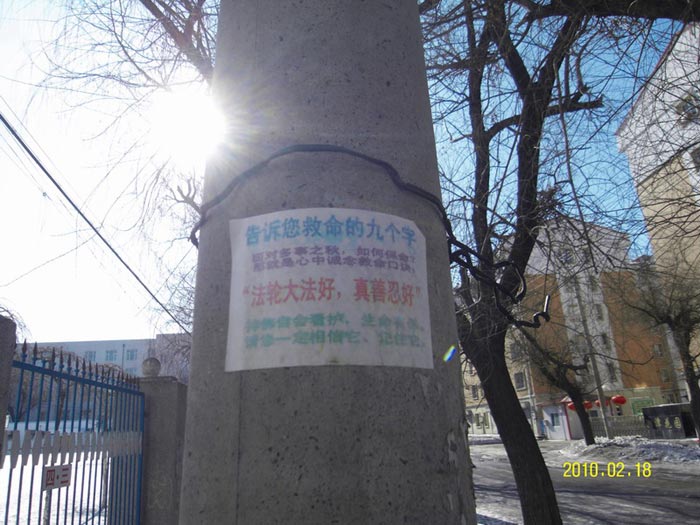 告诉您救命的九个字
面对多事之秋，如何保命？
那就是心中诚念救命口诀：
“法轮大法好，真善忍好”
神佛自会看护，生命
请您一定相信它、记住它。
四·三
2010.02.18